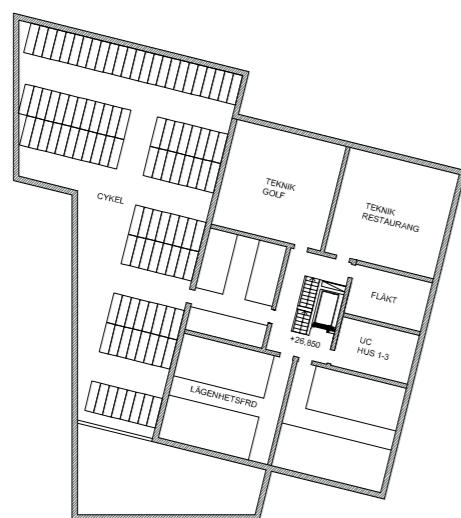 TEKNIK
GOLF
TEKNIK
RESTAURANG
CYKEL
FLÄKT
+26,850
UC
HUS 1-3
LÄGENHETSFRD